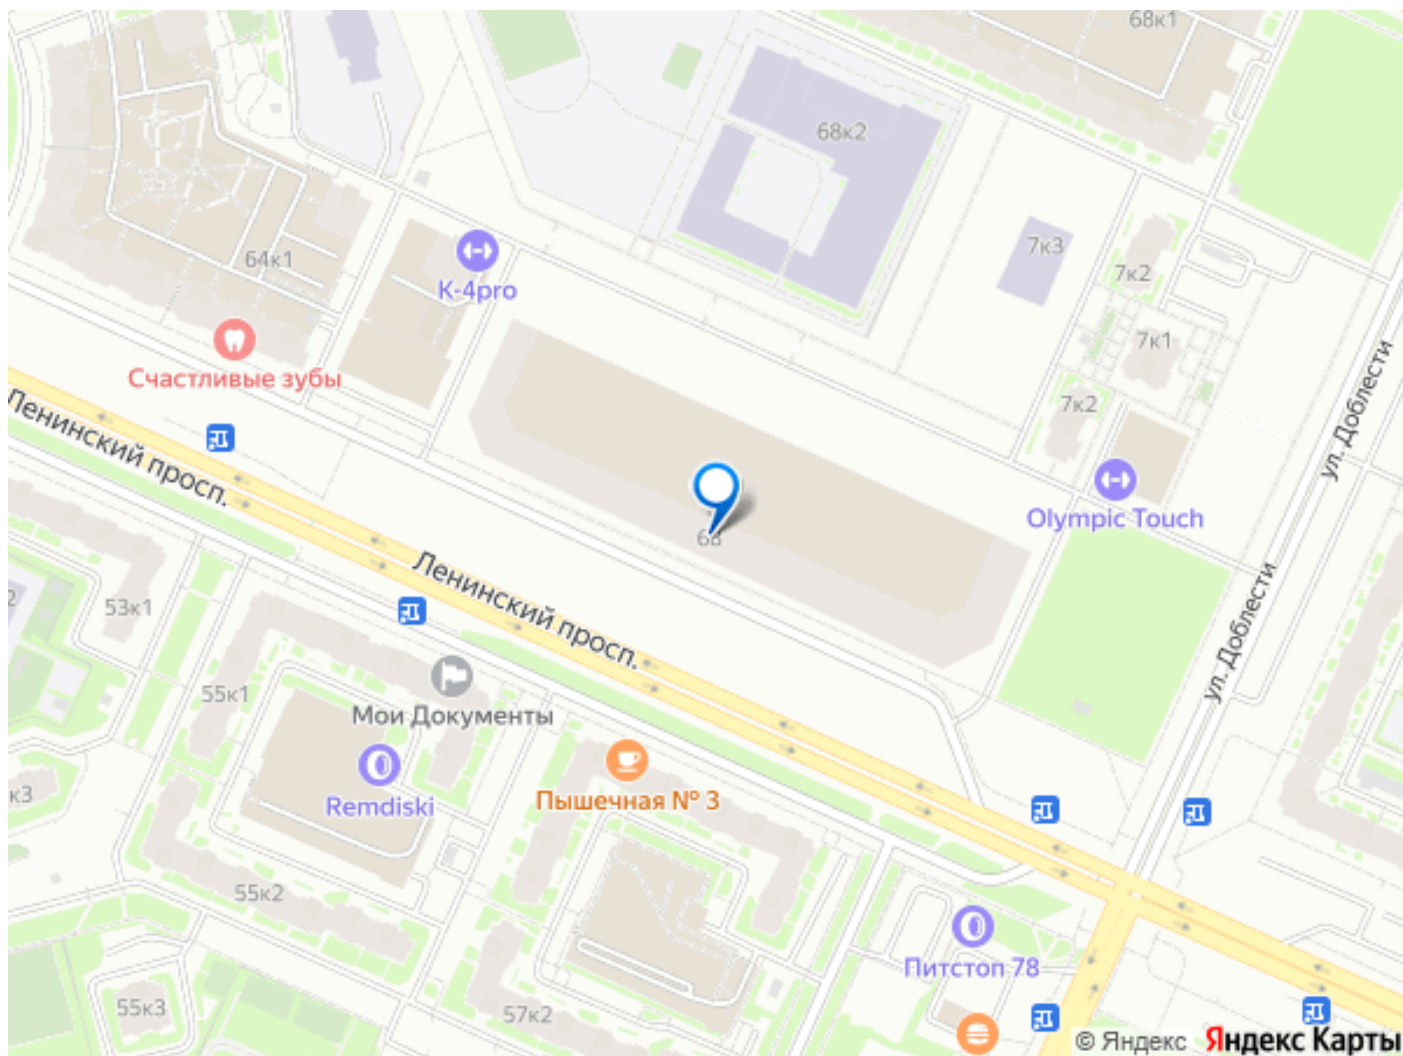 68к1
68к2
7к3
64к1
7к2
K-4pro
7к1
Счастливые зубы
7к2
ул. Доблести
Ленинский просп.
Olympic Touch
68
Ленинский просп.
53к1
ул. Доблести
55к1
Мои Документы
к3
Remdiski
Пышечная № 3
55к2
Питстоп 78
55к3
57к2
© Яндекс Яндекс Карты